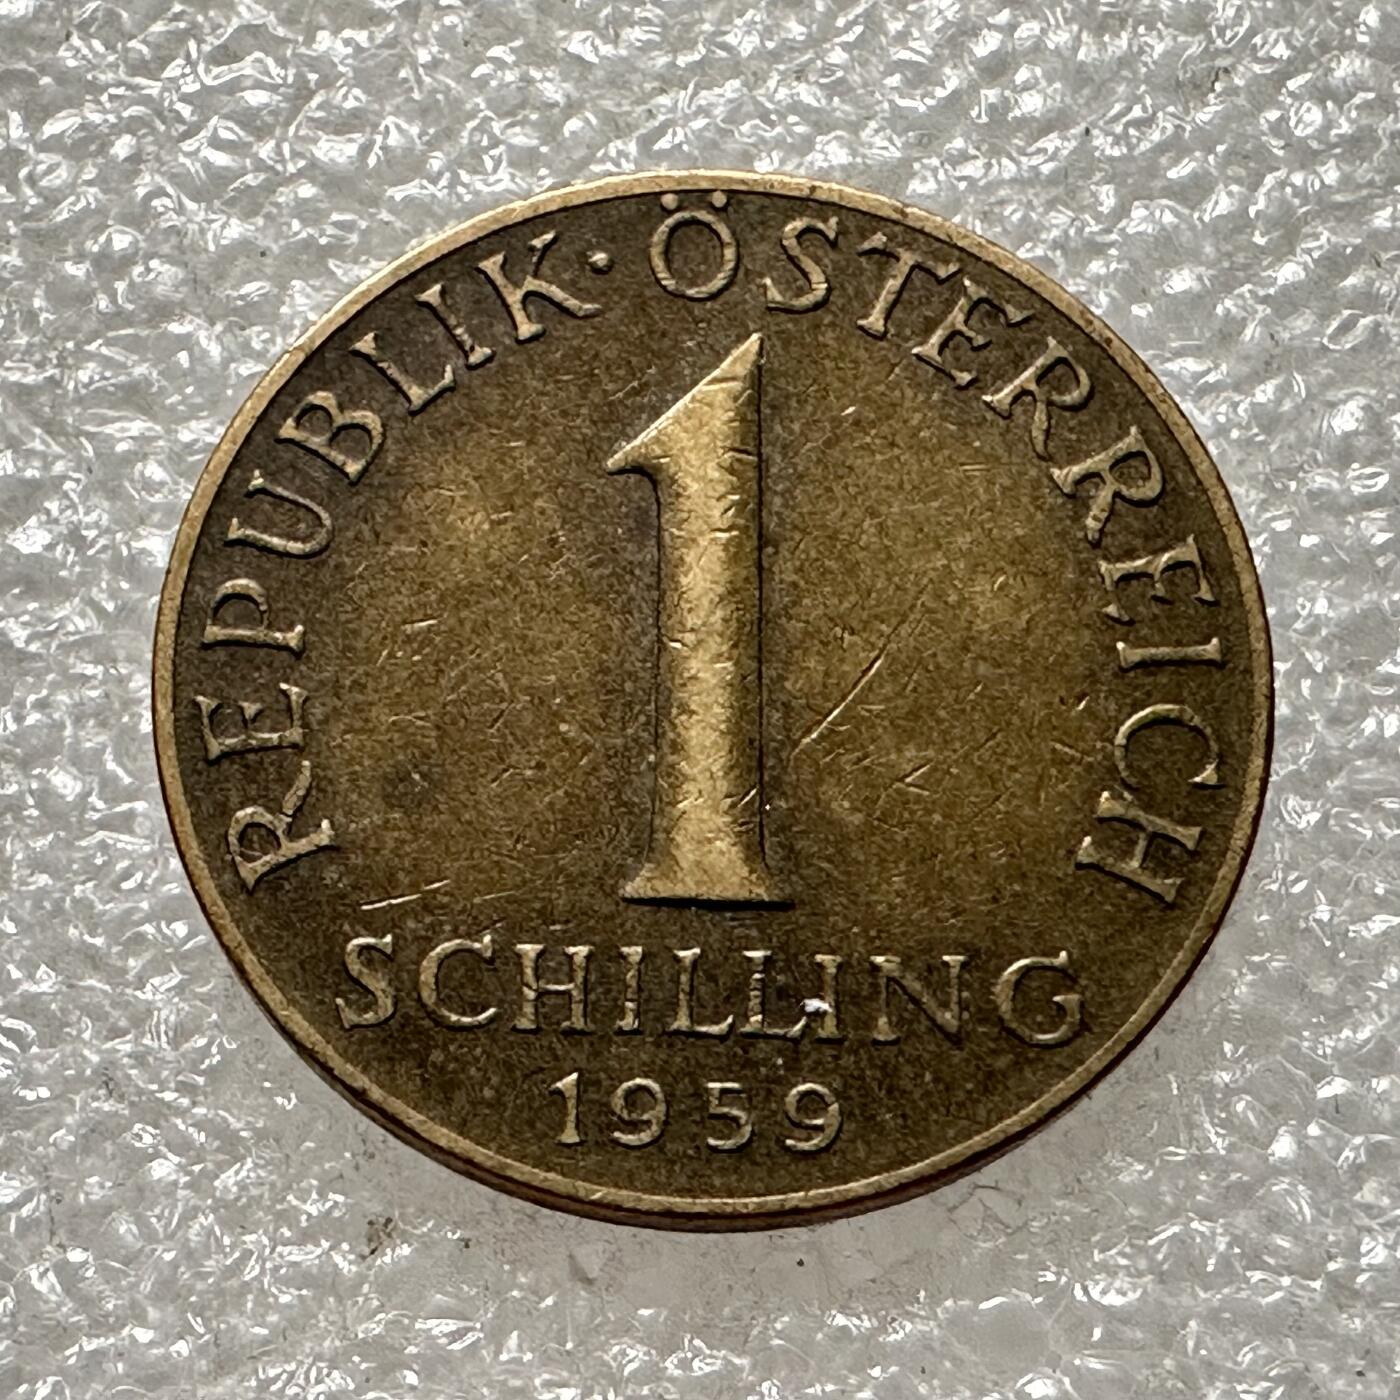 REPUBLIK · ÖSTERREICH
1
SCHILLING
1959